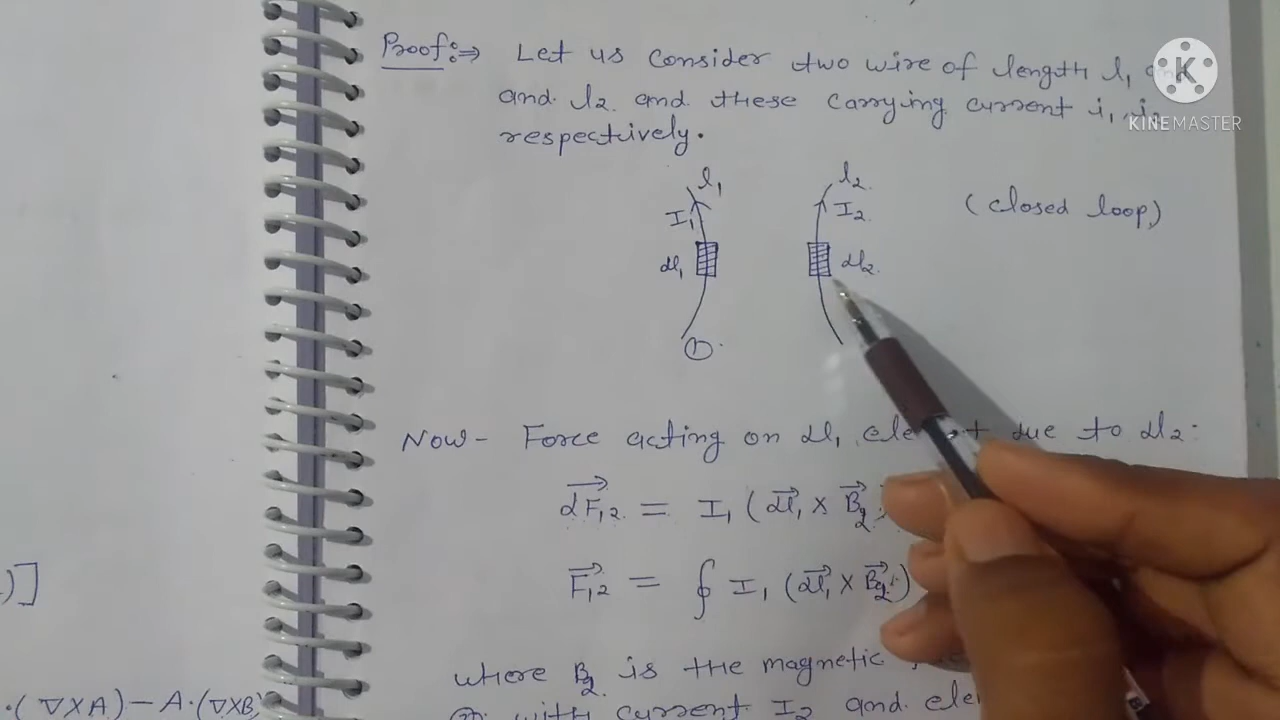 Proof:⇒ Let us consider two wire of length l₁
and l₂ and these carrying current i₁, i₂
respectively.
KINEMASTER
l₁ l₂
I₁ I₂ (closed loop)
dl₁ dl₂
①
Now - Force acting on dl₁ due to dl₂:
dF₁₂ = I₁ (dl₁ × B₂
F₁₂ = ∮ I₁ (dl₁ × B₂)
where B₂ is the magnetic
with current I₂ and
)]
·(∇×A) − A·(∇×B)